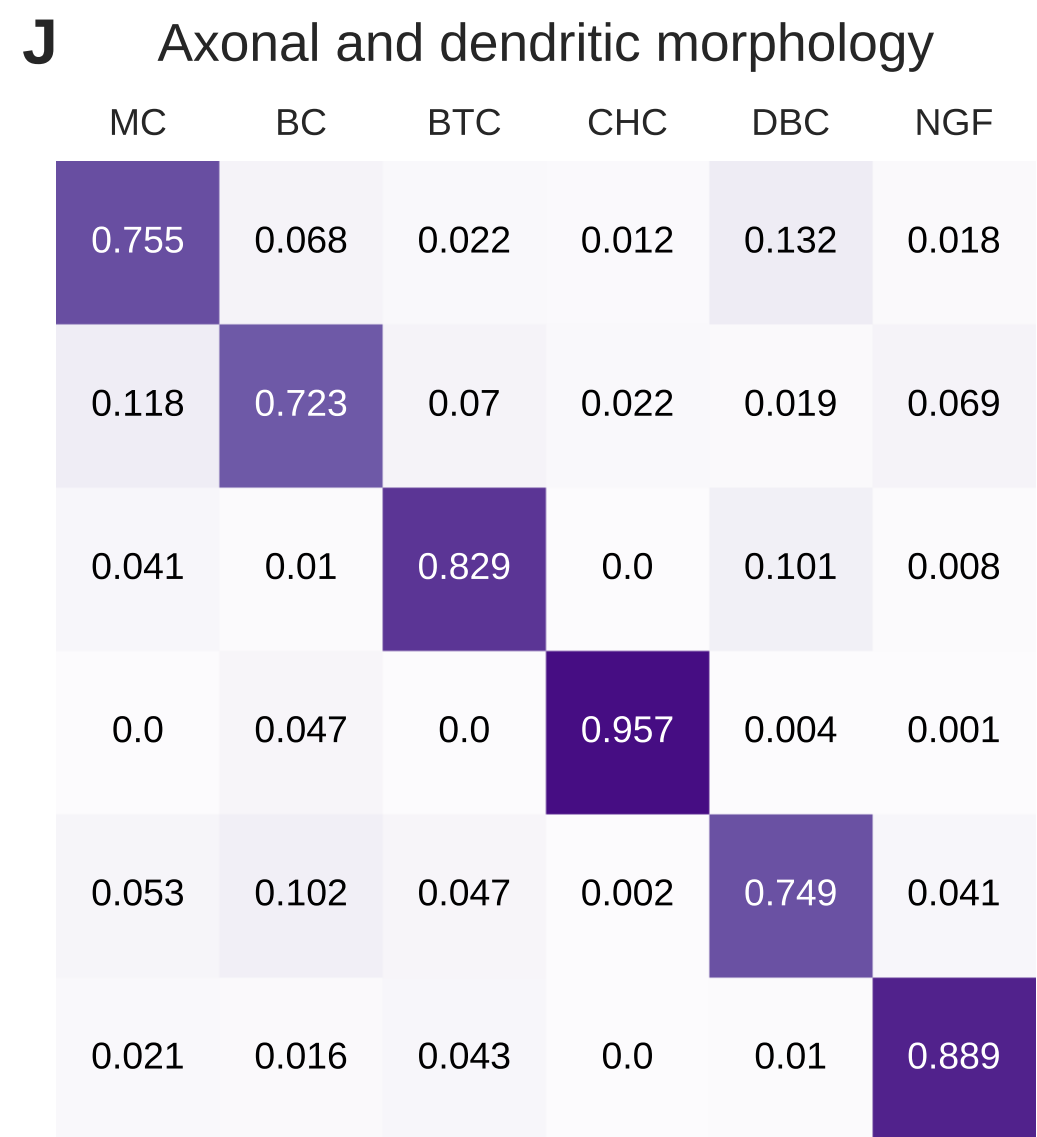 J Axonal and dendritic morphology
MC BC BTC CHC DBC NGF
0.755 0.068 0.022 0.012 0.132 0.018
0.118 0.723 0.07 0.022 0.019 0.069
0.041 0.01 0.829 0.0 0.101 0.008
0.0 0.047 0.0 0.957 0.004 0.001
0.053 0.102 0.047 0.002 0.749 0.041
0.021 0.016 0.043 0.0 0.01 0.889